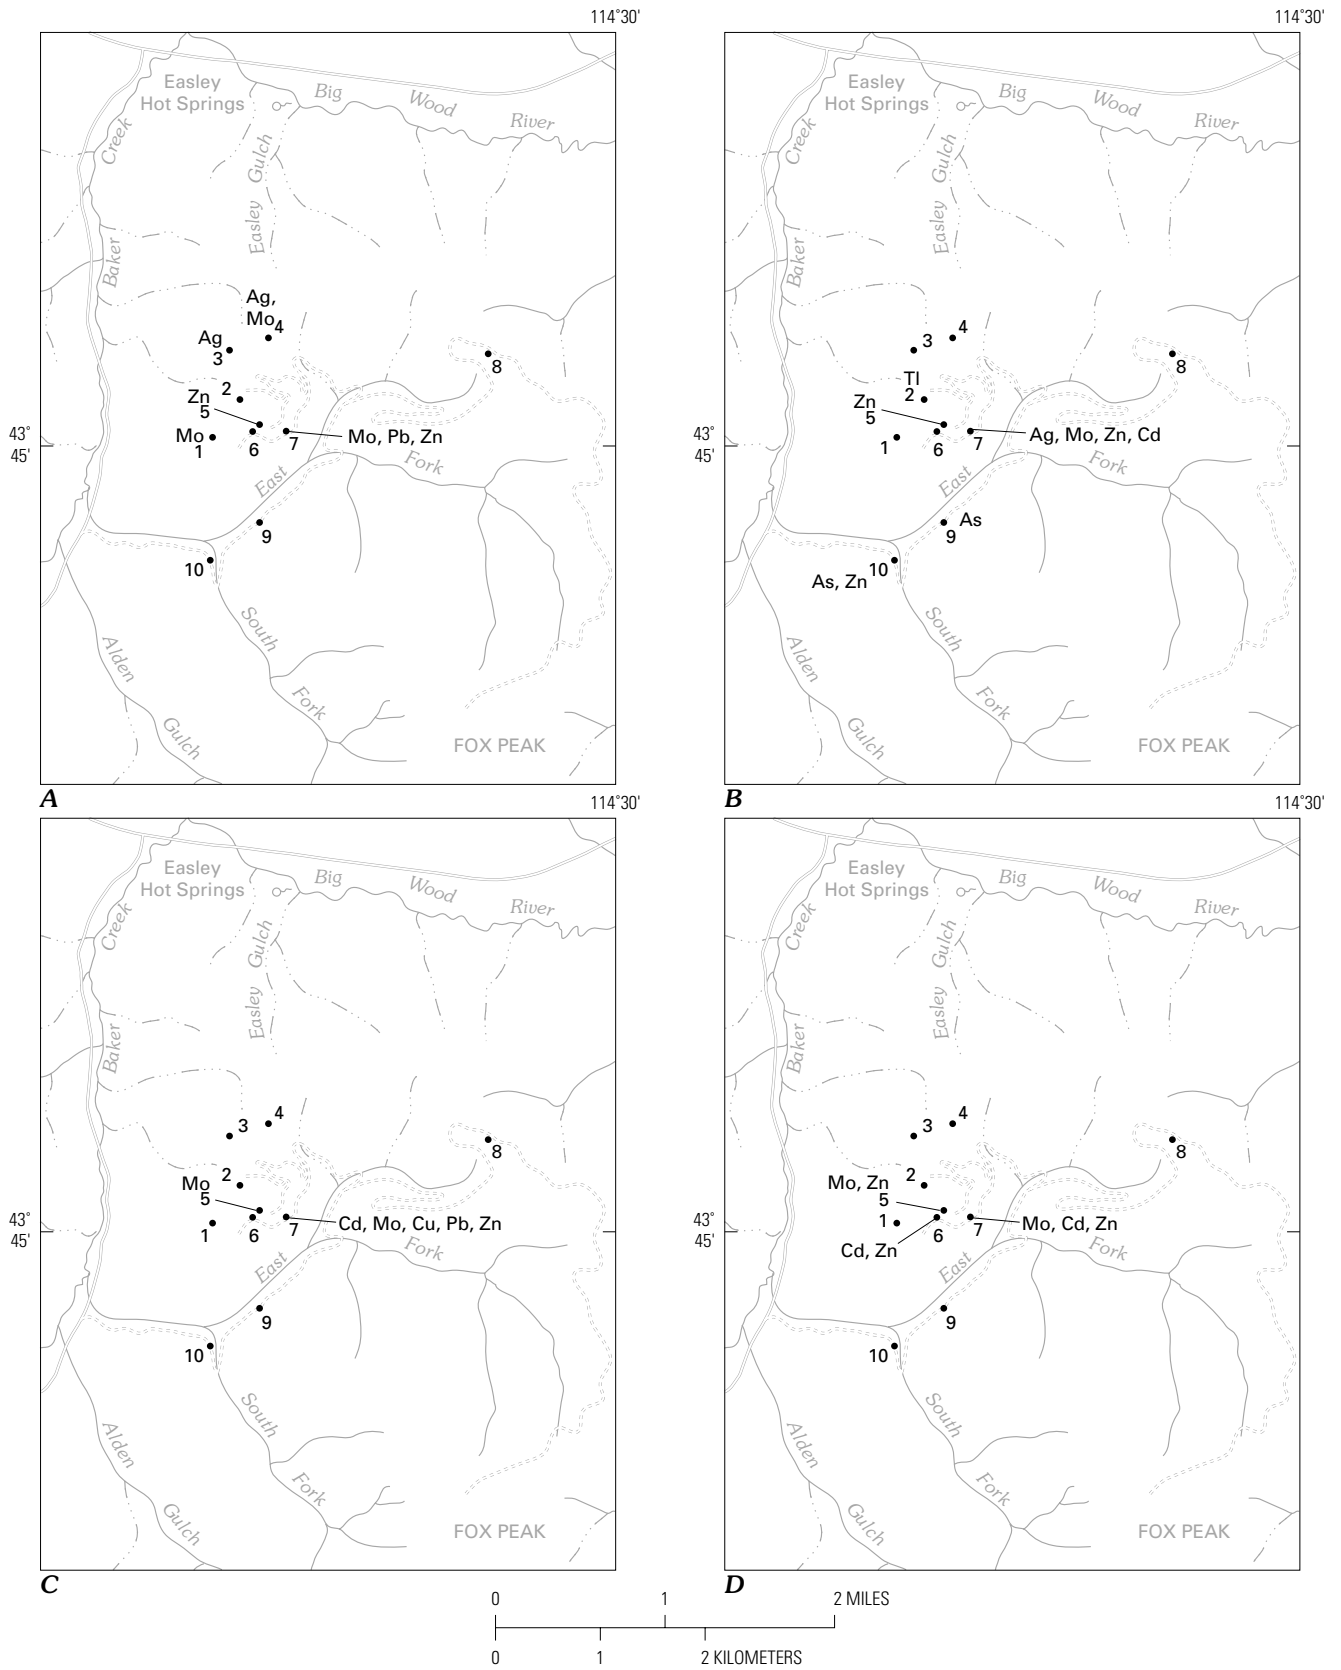 114°30'
114°30'
Easley
Hot Springs
Big
Wood
River
Creek
Easley Gulch
Baker
Ag,
Mo
4
Ag
3
8
2
Zn
5
Mo
1
6
7
Mo, Pb, Zn
43°
45'
East
Fork
9
10
South
Fork
Alden
Gulch
FOX PEAK
A
Easley
Hot Springs
Big
Wood
River
Creek
Easley Gulch
Baker
4
3
8
Tl
2
Zn
5
1
6
7
Ag, Mo, Zn, Cd
East
Fork
As
9
10
As, Zn
South
Fork
Alden
Gulch
FOX PEAK
B
114°30'
114°30'
Easley
Hot Springs
Big
Wood
River
Creek
Easley Gulch
Baker
4
3
8
2
Mo
5
1
6
7
Cd, Mo, Cu, Pb, Zn
43°
45'
East
Fork
9
10
South
Fork
Alden
Gulch
FOX PEAK
C
Easley
Hot Springs
Big
Wood
River
Creek
Easley Gulch
Baker
4
3
8
2
Mo, Zn
5
1
6
7
Mo, Cd, Zn
Cd, Zn
East
Fork
9
10
South
Fork
Alden
Gulch
FOX PEAK
D
0 1 2 MILES
0 1 2 KILOMETERS